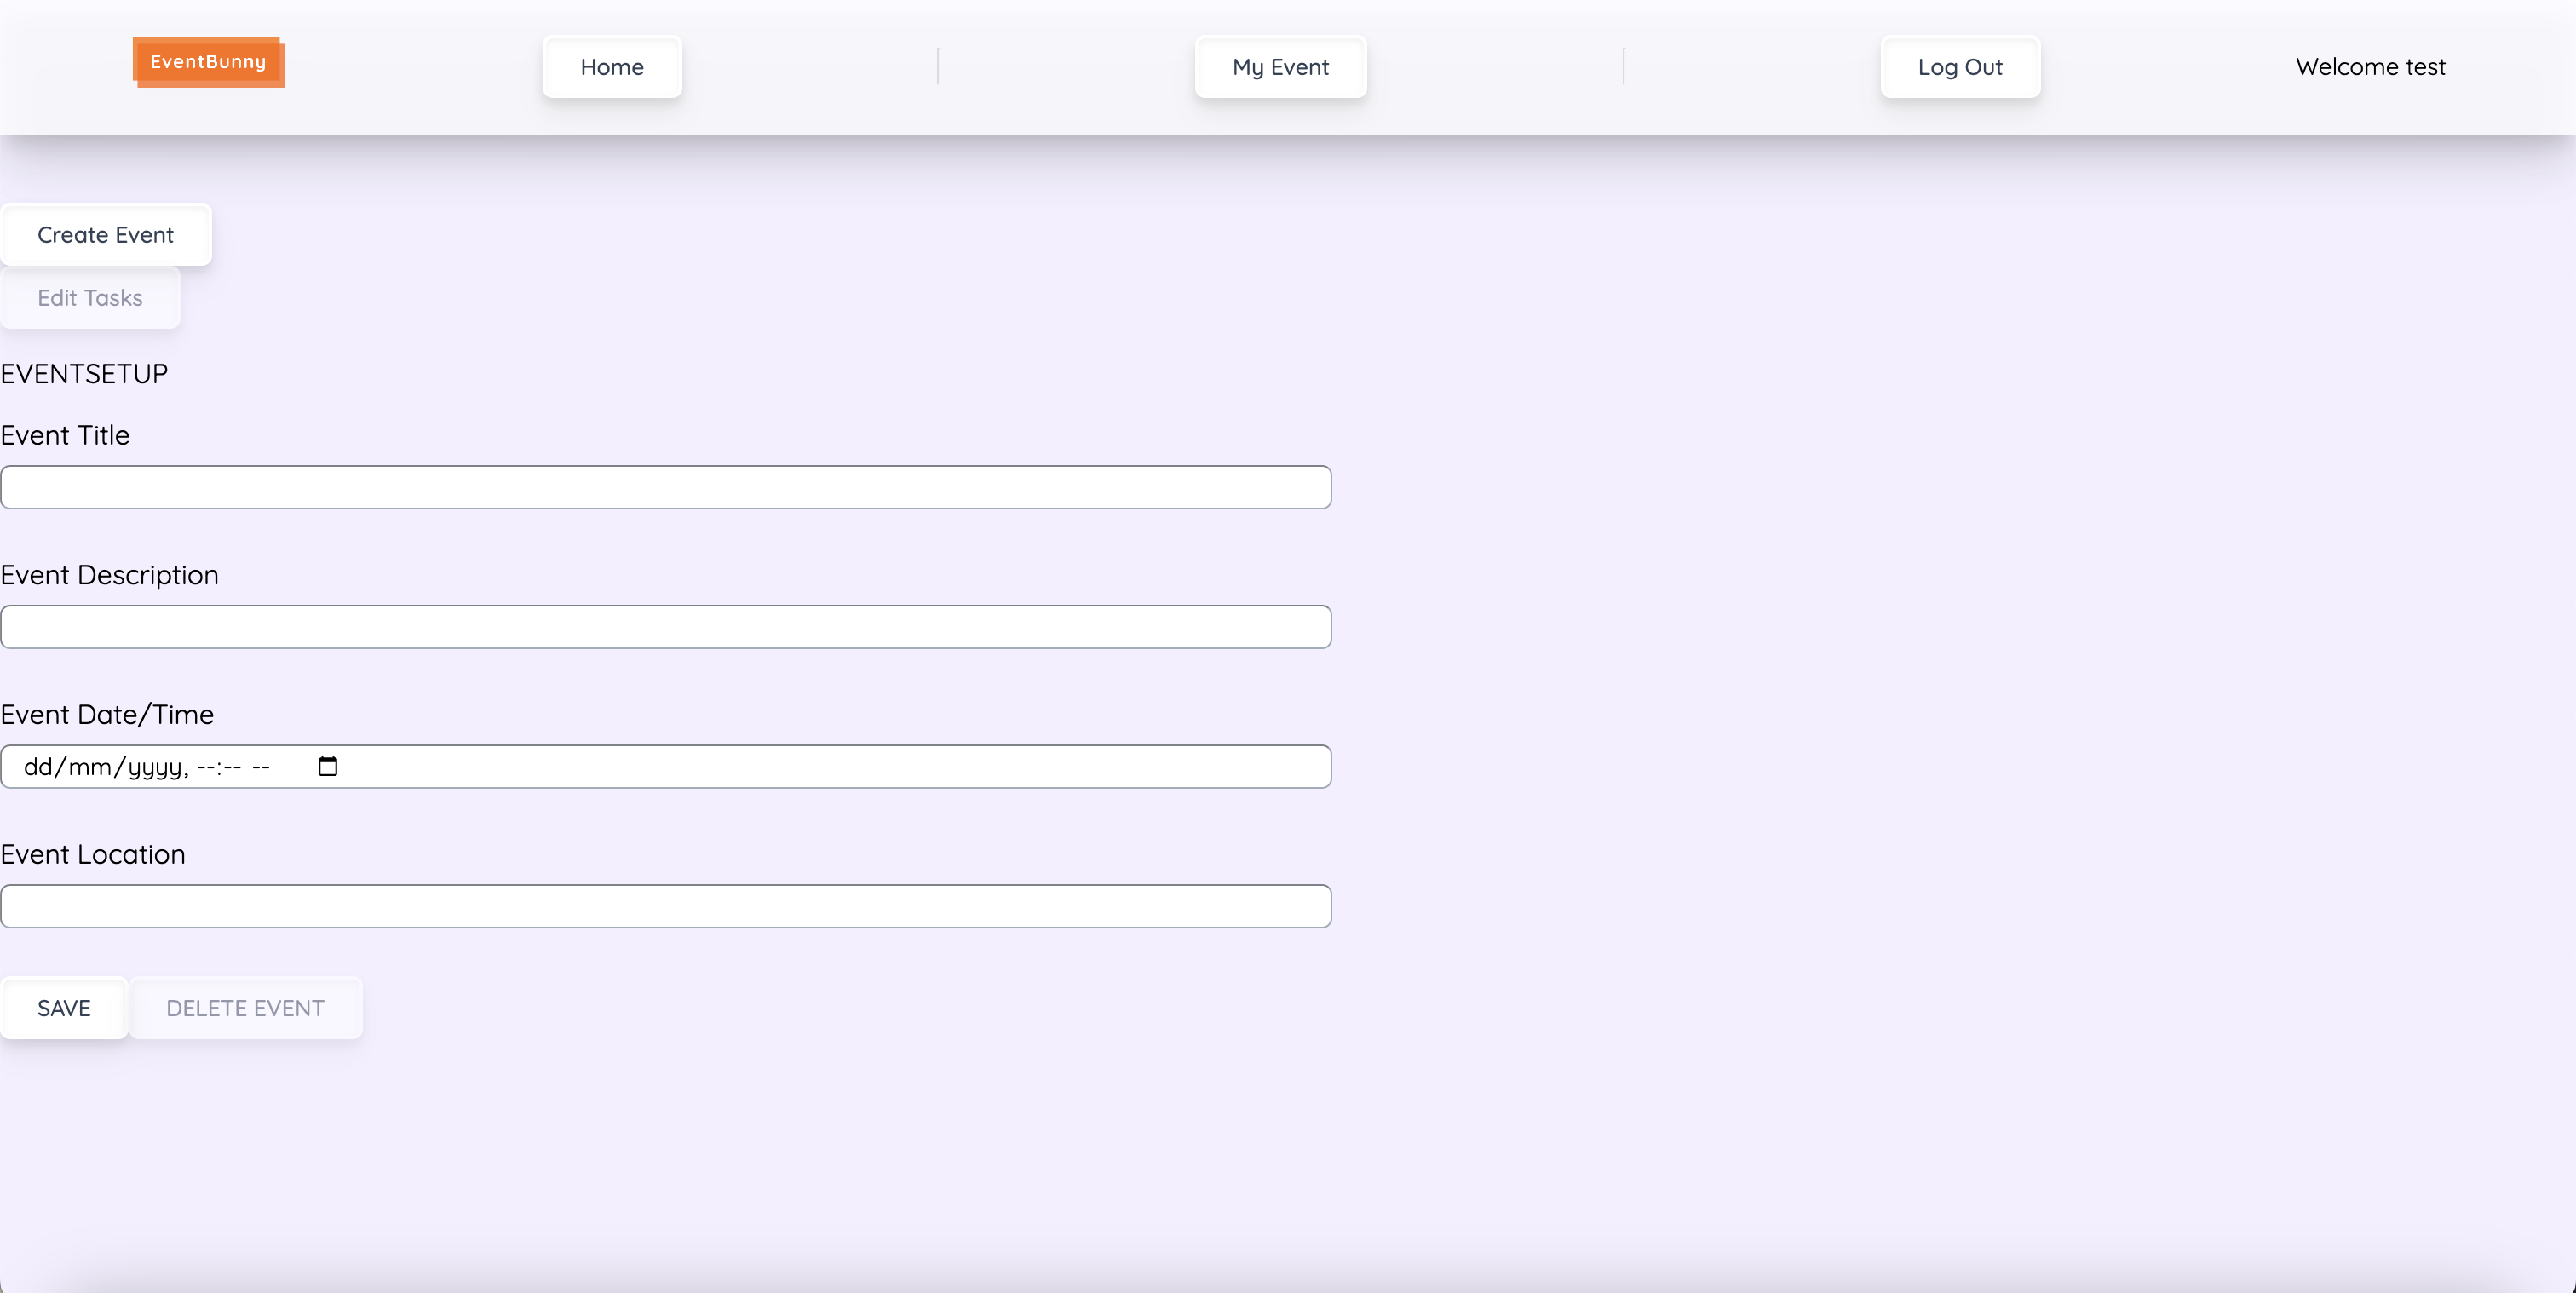 EventBunny Home My Event Log Out Welcome test
Create Event
Edit Tasks
EVENTSETUP
Event Title
Event Description
Event Date/Time
dd/mm/yyyy, --:-- --
Event Location
SAVE DELETE EVENT